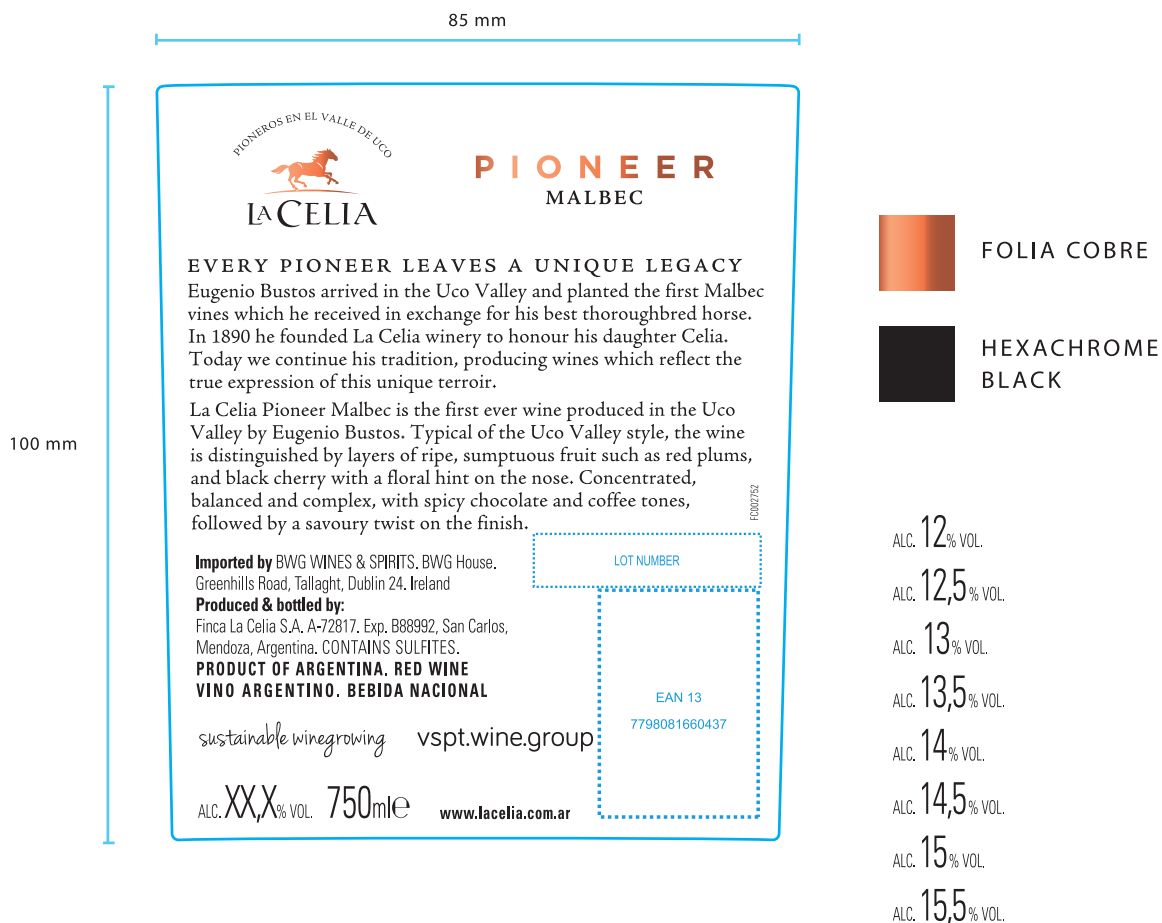 85 mm
100 mm
PIONEROS EN EL VALLE DE UCO
LA CELIA
PIONEER
MALBEC
EVERY PIONEER LEAVES A UNIQUE LEGACY
Eugenio Bustos arrived in the Uco Valley and planted the first Malbec
vines which he received in exchange for his best thoroughbred horse.
In 1890 he founded La Celia winery to honour his daughter Celia.
Today we continue his tradition, producing wines which reflect the
true expression of this unique terroir.
La Celia Pioneer Malbec is the first ever wine produced in the Uco
Valley by Eugenio Bustos. Typical of the Uco Valley style, the wine
is distinguished by layers of ripe, sumptuous fruit such as red plums,
and black cherry with a floral hint on the nose. Concentrated,
balanced and complex, with spicy chocolate and coffee tones,
followed by a savoury twist on the finish.
FC002752
Imported by BWG WINES & SPIRITS. BWG House.
Greenhills Road, Tallaght, Dublin 24. Ireland
Produced & bottled by:
Finca La Celia S.A. A-72817. Exp. B88992, San Carlos,
Mendoza, Argentina. CONTAINS SULFITES.
PRODUCT OF ARGENTINA. RED WINE
VINO ARGENTINO. BEBIDA NACIONAL
LOT NUMBER
EAN 13
7798081660437
sustainable winegrowing
vspt.wine.group
ALC. XX,X% VOL. 750ml℮
www.lacelia.com.ar
FOLIA COBRE
HEXACHROME
BLACK
ALC. 12% VOL.
ALC. 12,5% VOL.
ALC. 13% VOL.
ALC. 13,5% VOL.
ALC. 14% VOL.
ALC. 14,5% VOL.
ALC. 15% VOL.
ALC. 15,5% VOL.